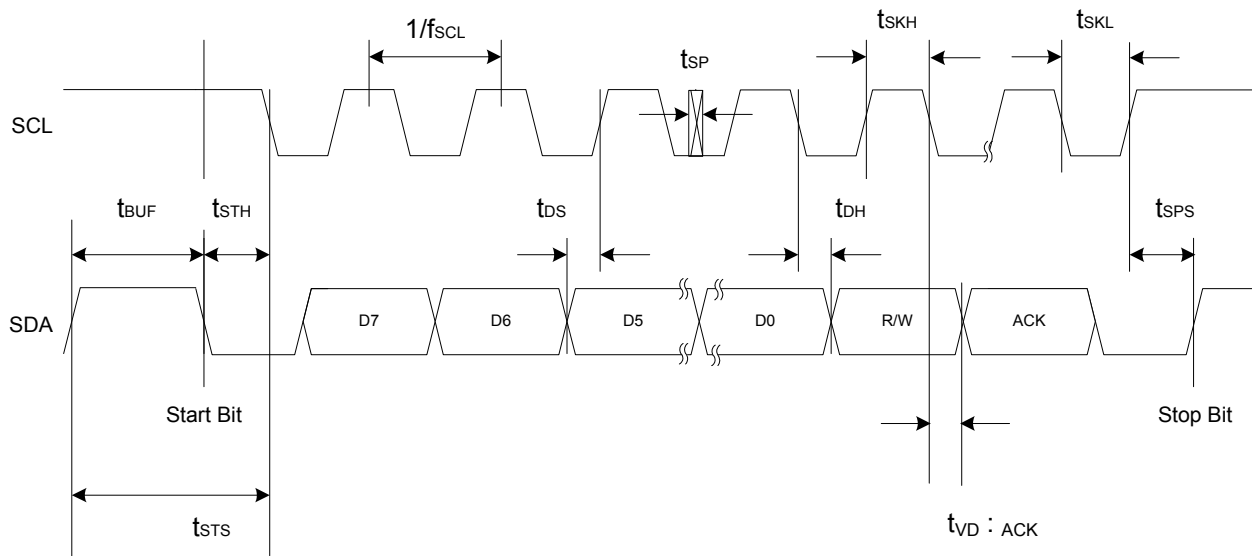 1/fSCL
tSP
tSKH
tSKL
SCL
tBUF
tSTH
tDS
tDH
tSPS
SDA
D7
D6
D5
D0
R/W
ACK
Start Bit
Stop Bit
tSTS
tVD : ACK